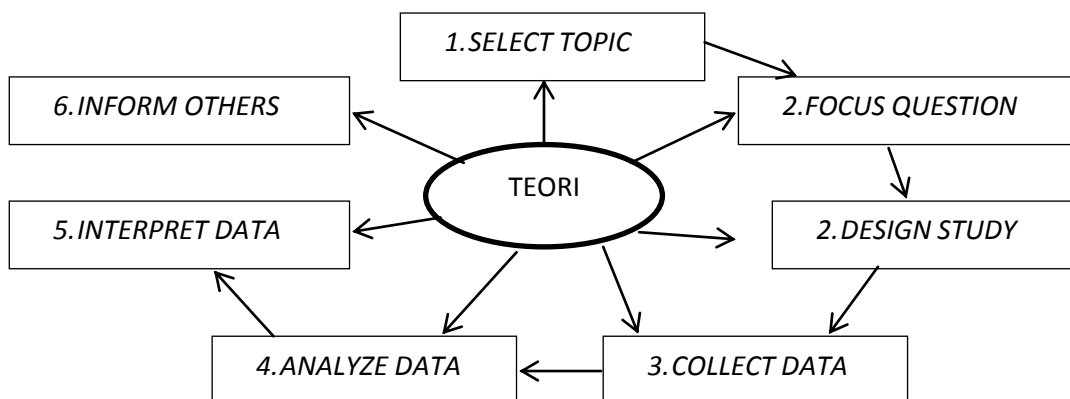 1.SELECT TOPIC
6.INFORM OTHERS
2.FOCUS QUESTION
TEORI
5.INTERPRET DATA
2.DESIGN STUDY
4.ANALYZE DATA
3.COLLECT DATA